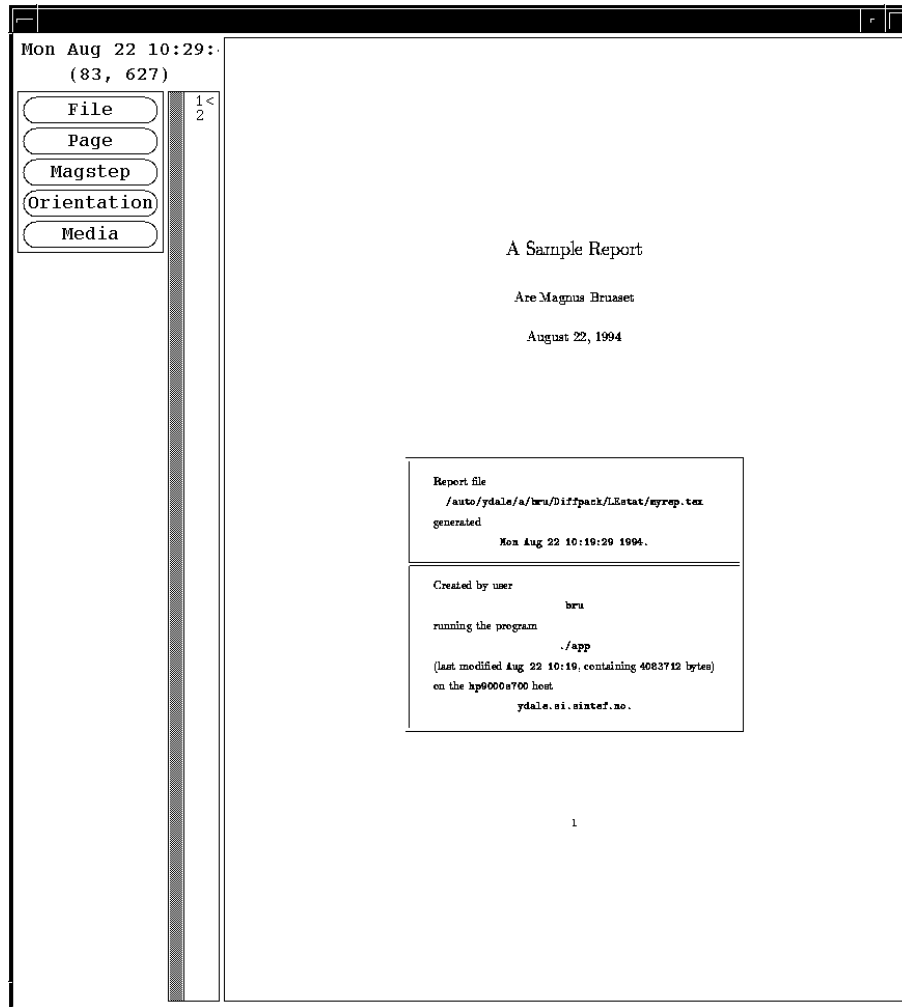 Mon Aug 22 10:29:
(83, 627)
File
Page
Magstep
Orientation
Media
1<
2
A Sample Report
Are Magnus Bruaset
August 22, 1994
Report file
/auto/ydale/a/bru/Diffpack/LEstat/myrep.tex
generated
Mon Aug 22 10:19:29 1994.
Created by user
bru
running the program
./app
(last modified Aug 22 10:19, containing 4083712 bytes)
on the hp9000s700 host
ydale.si.sintef.no.
1